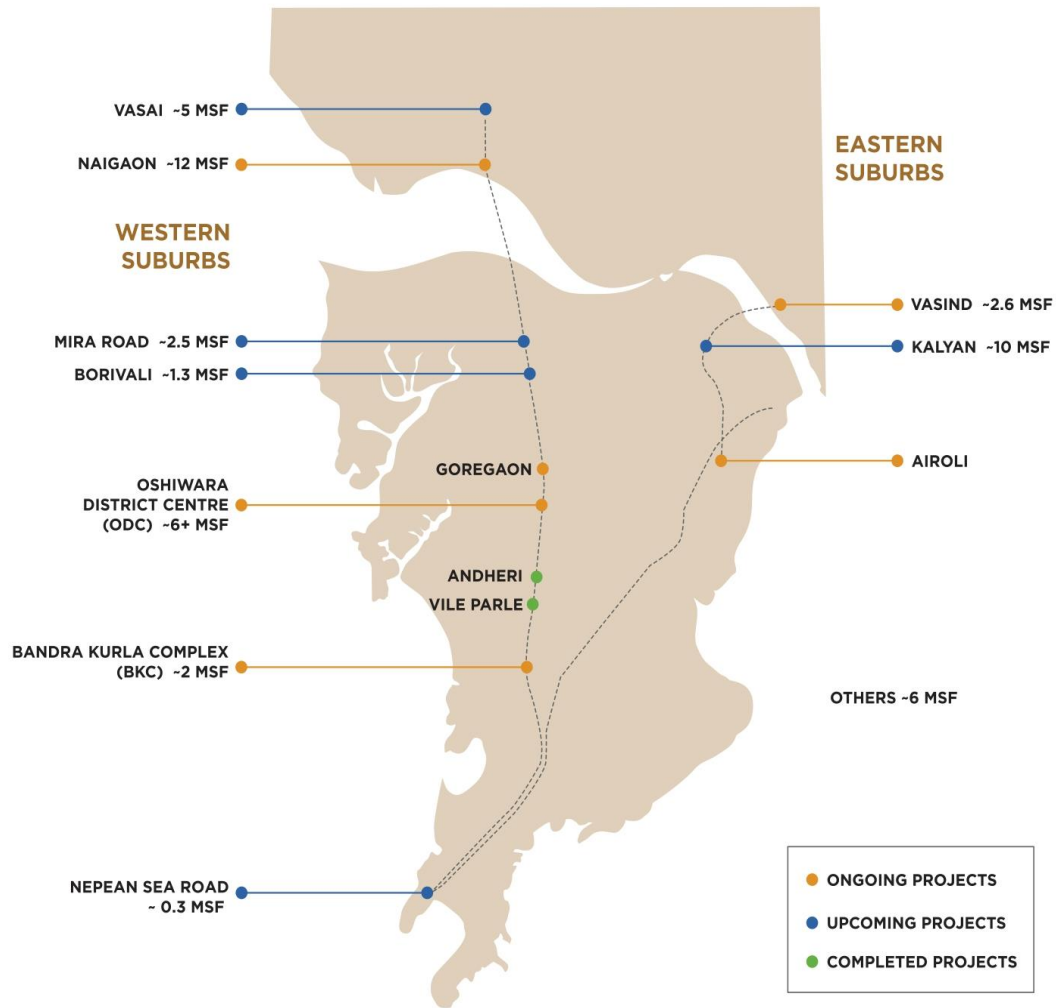 VASAI ~5 MSF
NAIGAON ~12 MSF
EASTERN
SUBURBS
WESTERN
SUBURBS
VASIND ~2.6 MSF
MIRA ROAD ~2.5 MSF
KALYAN ~10 MSF
BORIVALI ~1.3 MSF
GOREGAON
AIROLI
OSHIWARA
DISTRICT CENTRE
(ODC) ~6+ MSF
ANDHERI
VILE PARLE
BANDRA KURLA COMPLEX
(BKC) ~2 MSF
OTHERS ~6 MSF
NEPEAN SEA ROAD
~ 0.3 MSF
ONGOING PROJECTS
UPCOMING PROJECTS
COMPLETED PROJECTS